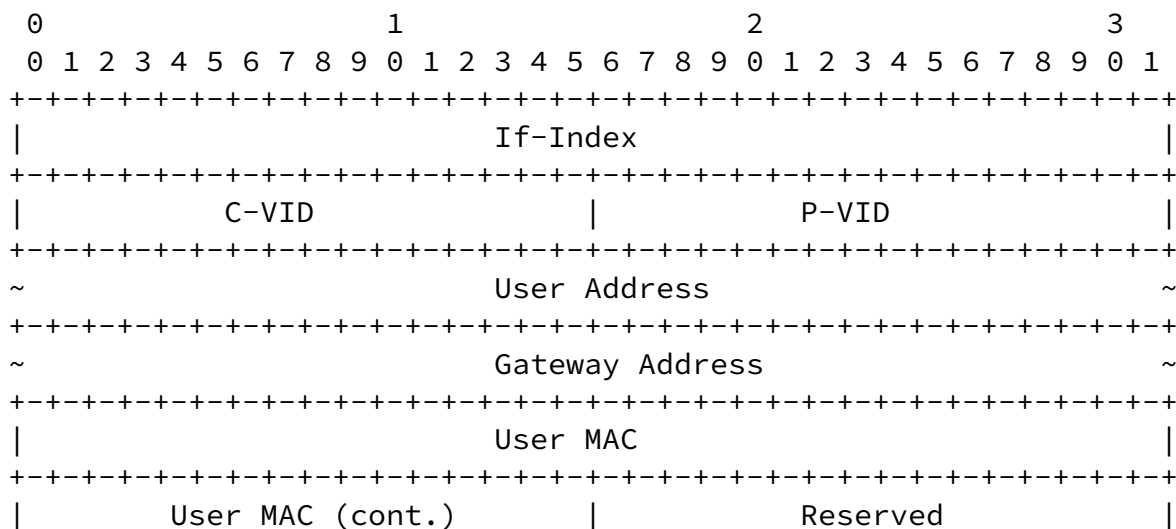 0                   1                   2                   3
 0 1 2 3 4 5 6 7 8 9 0 1 2 3 4 5 6 7 8 9 0 1 2 3 4 5 6 7 8 9 0 1
+-+-+-+-+-+-+-+-+-+-+-+-+-+-+-+-+-+-+-+-+-+-+-+-+-+-+-+-+-+-+-+-+
|                          If-Index                             |
+-+-+-+-+-+-+-+-+-+-+-+-+-+-+-+-+-+-+-+-+-+-+-+-+-+-+-+-+-+-+-+-+
|           C-VID               |           P-VID               |
+-+-+-+-+-+-+-+-+-+-+-+-+-+-+-+-+-+-+-+-+-+-+-+-+-+-+-+-+-+-+-+-+
~                          User Address                         ~
+-+-+-+-+-+-+-+-+-+-+-+-+-+-+-+-+-+-+-+-+-+-+-+-+-+-+-+-+-+-+-+-+
~                          Gateway Address                      ~
+-+-+-+-+-+-+-+-+-+-+-+-+-+-+-+-+-+-+-+-+-+-+-+-+-+-+-+-+-+-+-+-+
|                          User MAC                             |
+-+-+-+-+-+-+-+-+-+-+-+-+-+-+-+-+-+-+-+-+-+-+-+-+-+-+-+-+-+-+-+-+
|        User MAC (cont.)       |           Reserved            |